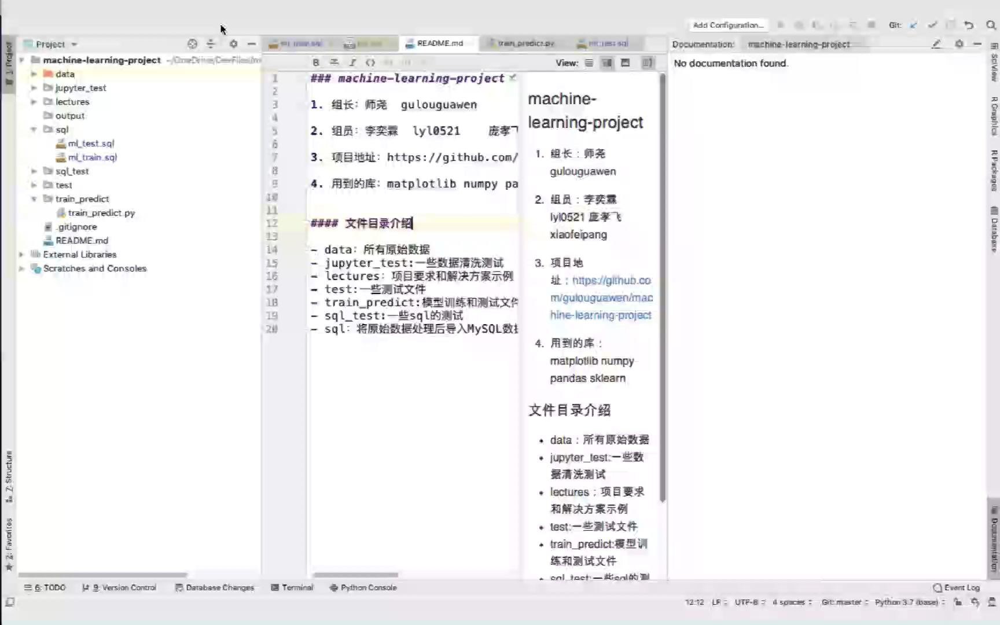 Add Configuration...
Git:
Project
README.md
train_predict.py
ml_test.sql
Documentation:
machine-learning-project
1: Project
machine-learning-project
View:
No documentation found.
data
jupyter_test
lectures
output
sql
ml_test.sql
ml_train.sql
sql_test
test
train_predict
train_predict.py
.gitignore
README.md
External Libraries
Scratches and Consoles
1 ### machine-learning-project
2
3 1. 组长：师尧 gulouguawen
4
5 2. 组员：李奕霖 lyl0521 庞孝
6
7 3. 项目地址：https://github.com/
8
9 4. 用到的库：matplotlib numpy pa
10
11
12 #### 文件目录介绍
13
14 - data：所有原始数据
15 - jupyter_test:一些数据清洗测试
16 - lectures：项目要求和解决方案示例
17 - test:一些测试文件
18 - train_predict:模型训练和测试文件
19 - sql_test:一些sql的测试
20 - sql：将原始数据处理后导入MySQL数据
machine-
learning-project
1. 组长：师尧
gulouguawen
2. 组员：李奕霖
lyl0521 庞孝飞
xiaofeipang
3. 项目地
址：https://github.co
m/gulouguawen/mac
hine-learning-project
4. 用到的库：
matplotlib numpy
pandas sklearn
文件目录介绍
• data：所有原始数据
• jupyter_test:一些数
据清洗测试
• lectures：项目要求
和解决方案示例
• test:一些测试文件
• train_predict:模型训
练和测试文件
• sql_test:一些sql的测
SciView
R Graphics
R Packages
Database
Documentation
7: Structure
2: Favorites
6: TODO
9: Version Control
Database Changes
Terminal
Python Console
Event Log
12:12
LF
UTF-8
4 spaces
Git: master
Python 3.7 (base)